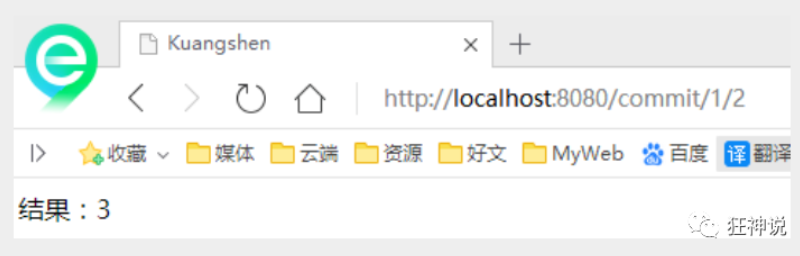 Kuangshen
http://localhost:8080/commit/1/2
收藏 媒体 云端 资源 好文 MyWeb 百度 译 翻译
结果：3
狂神说